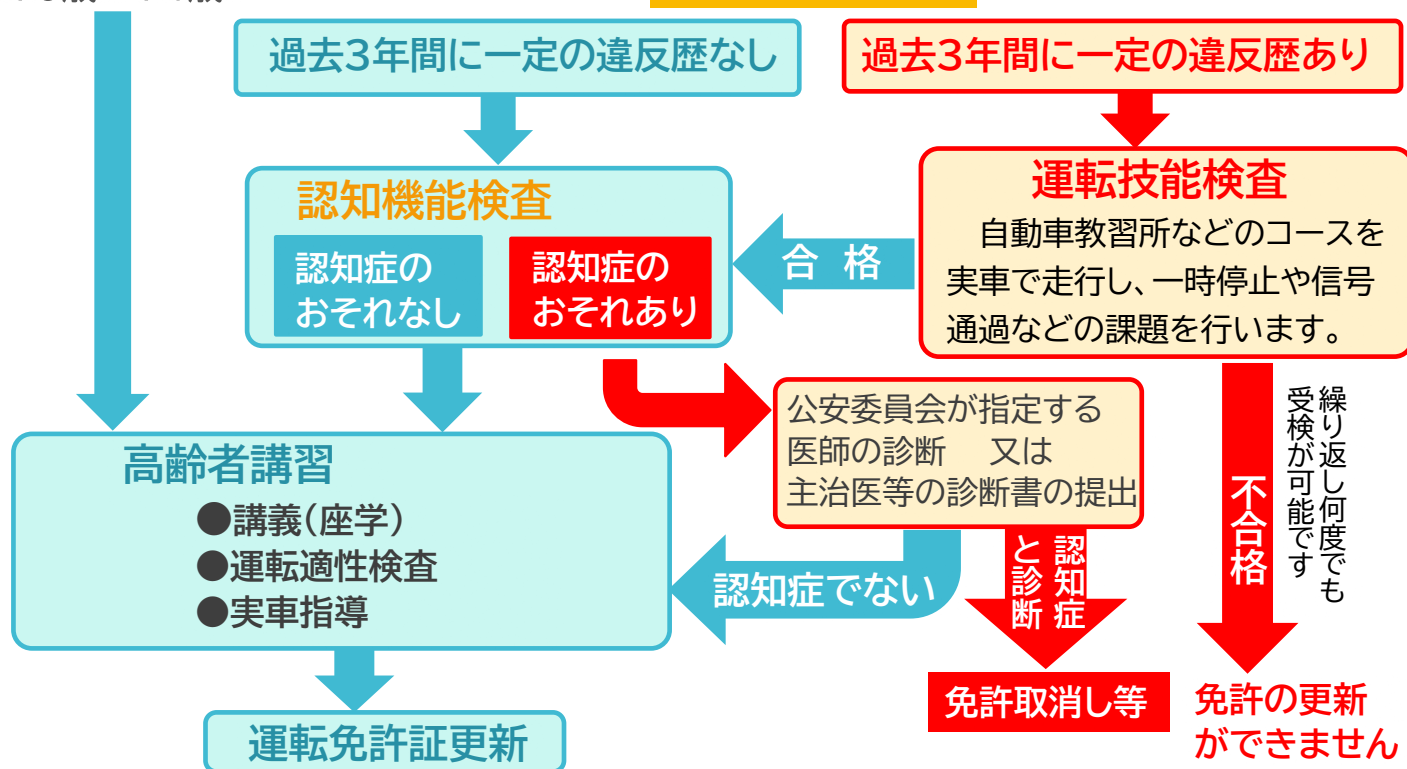 過去3年間に一定の違反歴なし
過去3年間に一定の違反歴あり
認知機能検査
認知症の
おそれなし
認知症の
おそれあり
合格
運転技能検査
自動車教習所などのコースを
実車で走行し、一時停止や信号
通過などの課題を行います。
公安委員会が指定する
医師の診断 又は
主治医等の診断書の提出
繰り返し何度でも
受検が可能です
不合格
高齢者講習
●講義(座学)
●運転適性検査
●実車指導
認知症でない
認知症
と診断
免許取消し等
免許の更新
ができません
運転免許証更新